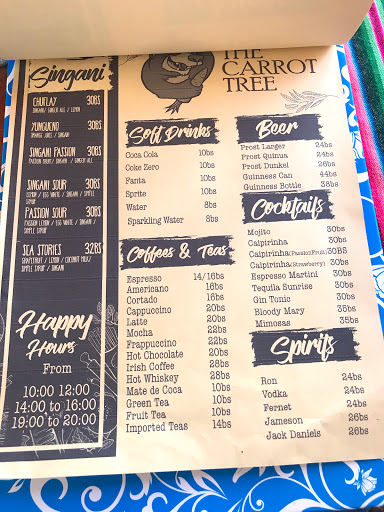 Singani
CHUFLAY 30BS
SINGANI/ GINGER ALE / LEMON
YUNGUENO 30BS
ORANGE JUICE / SINGANI
SINGANI PASSION 30BS
PASSION SYRUP/ SINGANI / GINGER ALE
SINGANI SOUR 30BS
LEMON / EGG WHITE / SINGANI / SIMPLE SYRUP
PASSION SOUR 30BS
PASSION LEMON / EGG WHITE / SINGANI / SIMPLE SYRUP
SEA STORIES 32BS
GRAPEFRUIT / LEMON / COCONUT MILK/ SIMPLE SYRUP / SINGANI
Happy
Hours
From
10:00 12:00
14:00 to 16:00
19:00 to 20:00
THE
CARROT
TREE
Soft Drinks
Coca Cola 10bs
Coke Zero 10bs
Fanta 10bs
Sprite 10bs
Water 8bs
Sparkling Water 8bs
Coffees & Teas
Espresso 14/16bs
Americano 16bs
Cortado 16bs
Cappuccino 20bs
Latte 20bs
Mocha 22bs
Frappuccino 22bs
Hot Chocolate 20bs
Irish Coffee 28bs
Hot Whiskey 28bs
Mate de Coca 10bs
Green Tea 10bs
Fruit Tea 10bs
Imported Teas 14bs
Beer
Prost Larger 24bs
Prost Quinua 24bs
Prost Dunkel 26bs
Guinness Can 44bs
Guinness Bottle 38bs
Cocktails
Mojito 30bs
Caipirinha 30bs
Caipirinha(PassionFruit) 30BS
Caipirinha(Strawberry) 30bs
Espresso Martini 30bs
Tequila Sunrise 30bs
Gin Tonic 30bs
Bloody Mary 35bs
Mimosas 35bs
Spirits
Ron 24bs
Vodka 24bs
Fernet 24bs
Jameson 26bs
Jack Daniels 26bs